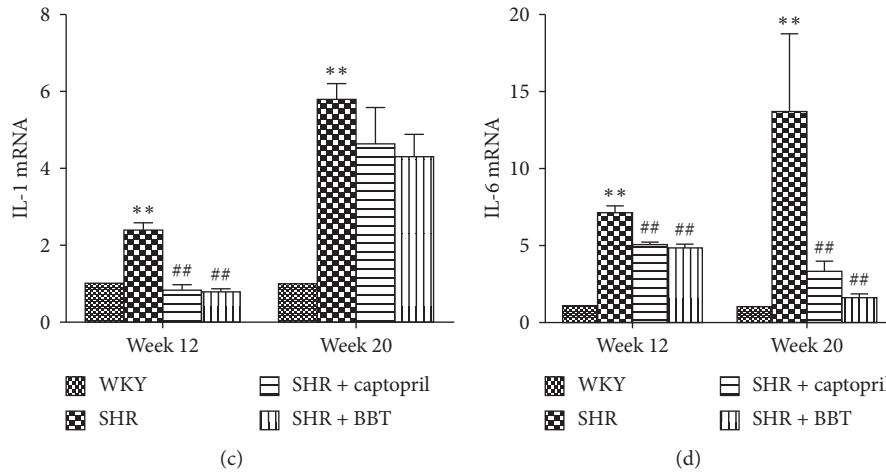 8
6
4
2
0
IL-1 mRNA
**
##
##
**
Week 12
Week 20
WKY
SHR
SHR + captopril
SHR + BBT
(c)
20
15
10
5
0
IL-6 mRNA
**
##
##
**
##
##
Week 12
Week 20
WKY
SHR
SHR + captopril
SHR + BBT
(d)